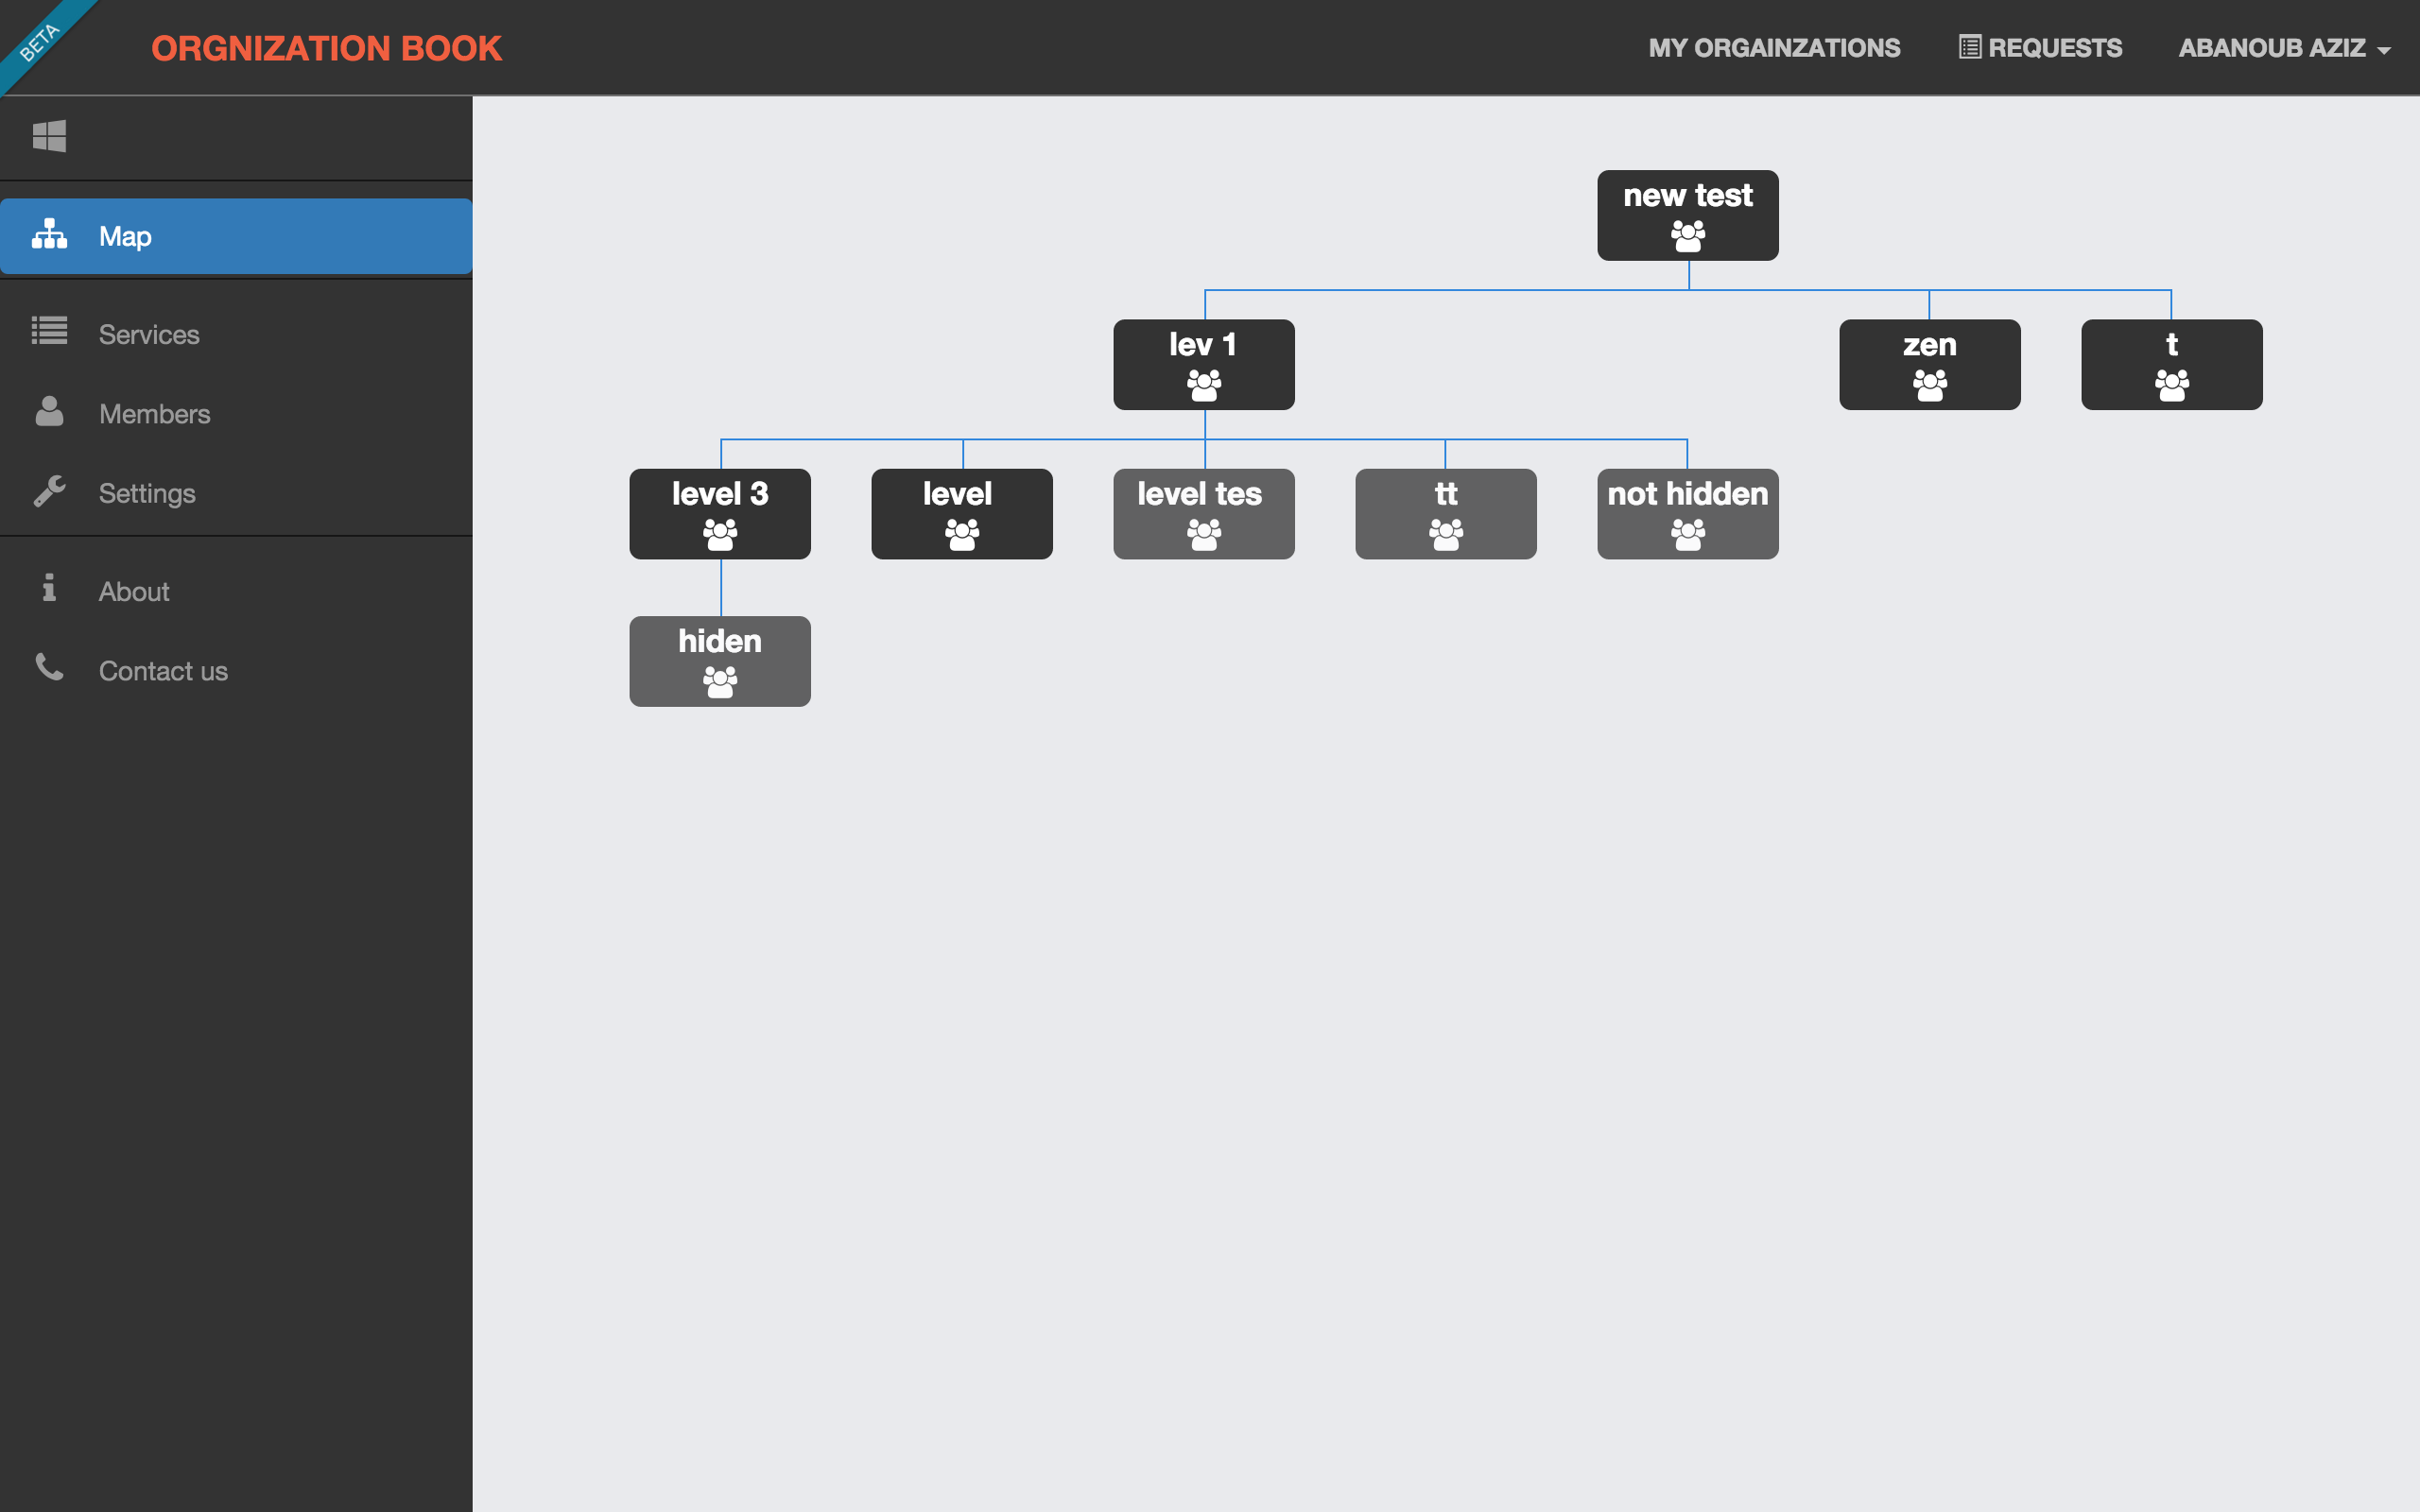 BETA
ORGNIZATION BOOK
MY ORGAINZATIONS
REQUESTS
ABANOUB AZIZ
Map
Services
Members
Settings
About
Contact us
new test
lev 1
zen
t
level 3
level
level tes
tt
not hidden
hiden